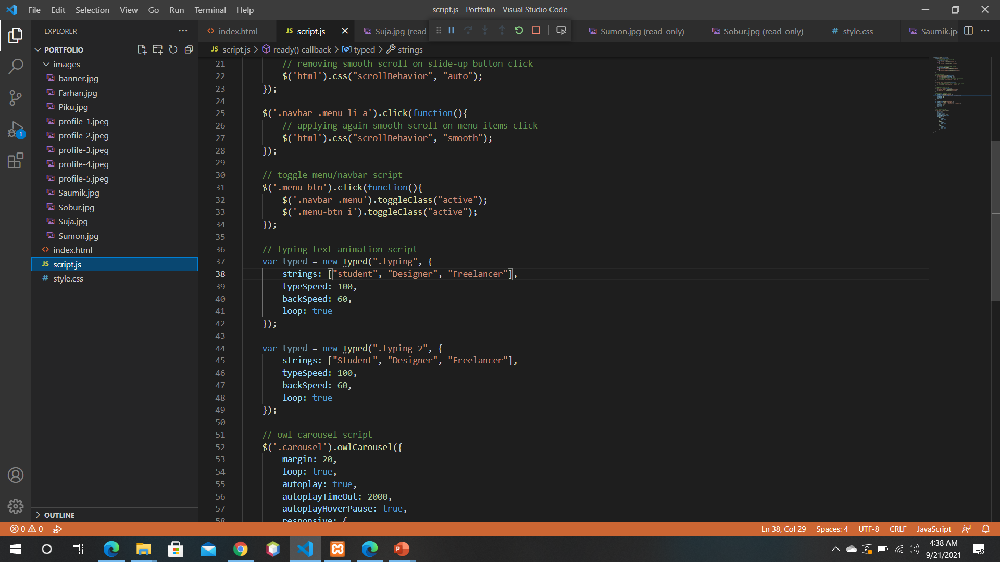 File Edit Selection View Go Run Terminal Help
script.js - Portfolio - Visual Studio Code
EXPLORER
PORTFOLIO
images
banner.jpg
Farhan.jpg
Piku.jpg
profile-1.jpeg
profile-2.jpeg
profile-3.jpeg
profile-4.jpeg
profile-5.jpeg
Saumik.jpg
Sobur.jpg
Suja.jpg
Sumon.jpg
<> index.html
JS script.js
# style.css
OUTLINE
1
<> index.html JS script.js Suja.jpg (read- Sumon.jpg (read-only) Sobur.jpg (read-only) # style.css Saumik.jp
JS script.js > ready() callback > typed > strings
21 // removing smooth scroll on slide-up button click
22 $('html').css("scrollBehavior", "auto");
23 });
24
25 $('.navbar .menu li a').click(function(){
26 // applying again smooth scroll on menu items click
27 $('html').css("scrollBehavior", "smooth");
28 });
29
30 // toggle menu/navbar script
31 $('.menu-btn').click(function(){
32 $('.navbar .menu').toggleClass("active");
33 $('.menu-btn i').toggleClass("active");
34 });
35
36 // typing text animation script
37 var typed = new Typed(".typing", {
38 strings: ["student", "Designer", "Freelancer"],
39 typeSpeed: 100,
40 backSpeed: 60,
41 loop: true
42 });
43
44 var typed = new Typed(".typing-2", {
45 strings: ["Student", "Designer", "Freelancer"],
46 typeSpeed: 100,
47 backSpeed: 60,
48 loop: true
49 });
50
51 // owl carousel script
52 $('.carousel').owlCarousel({
53 margin: 20,
54 loop: true,
55 autoplay: true,
56 autoplayTimeOut: 2000,
57 autoplayHoverPause: true,
58 responsive: {
0 0
Ln 38, Col 29 Spaces: 4 UTF-8 CRLF JavaScript
4:38 AM
9/21/2021